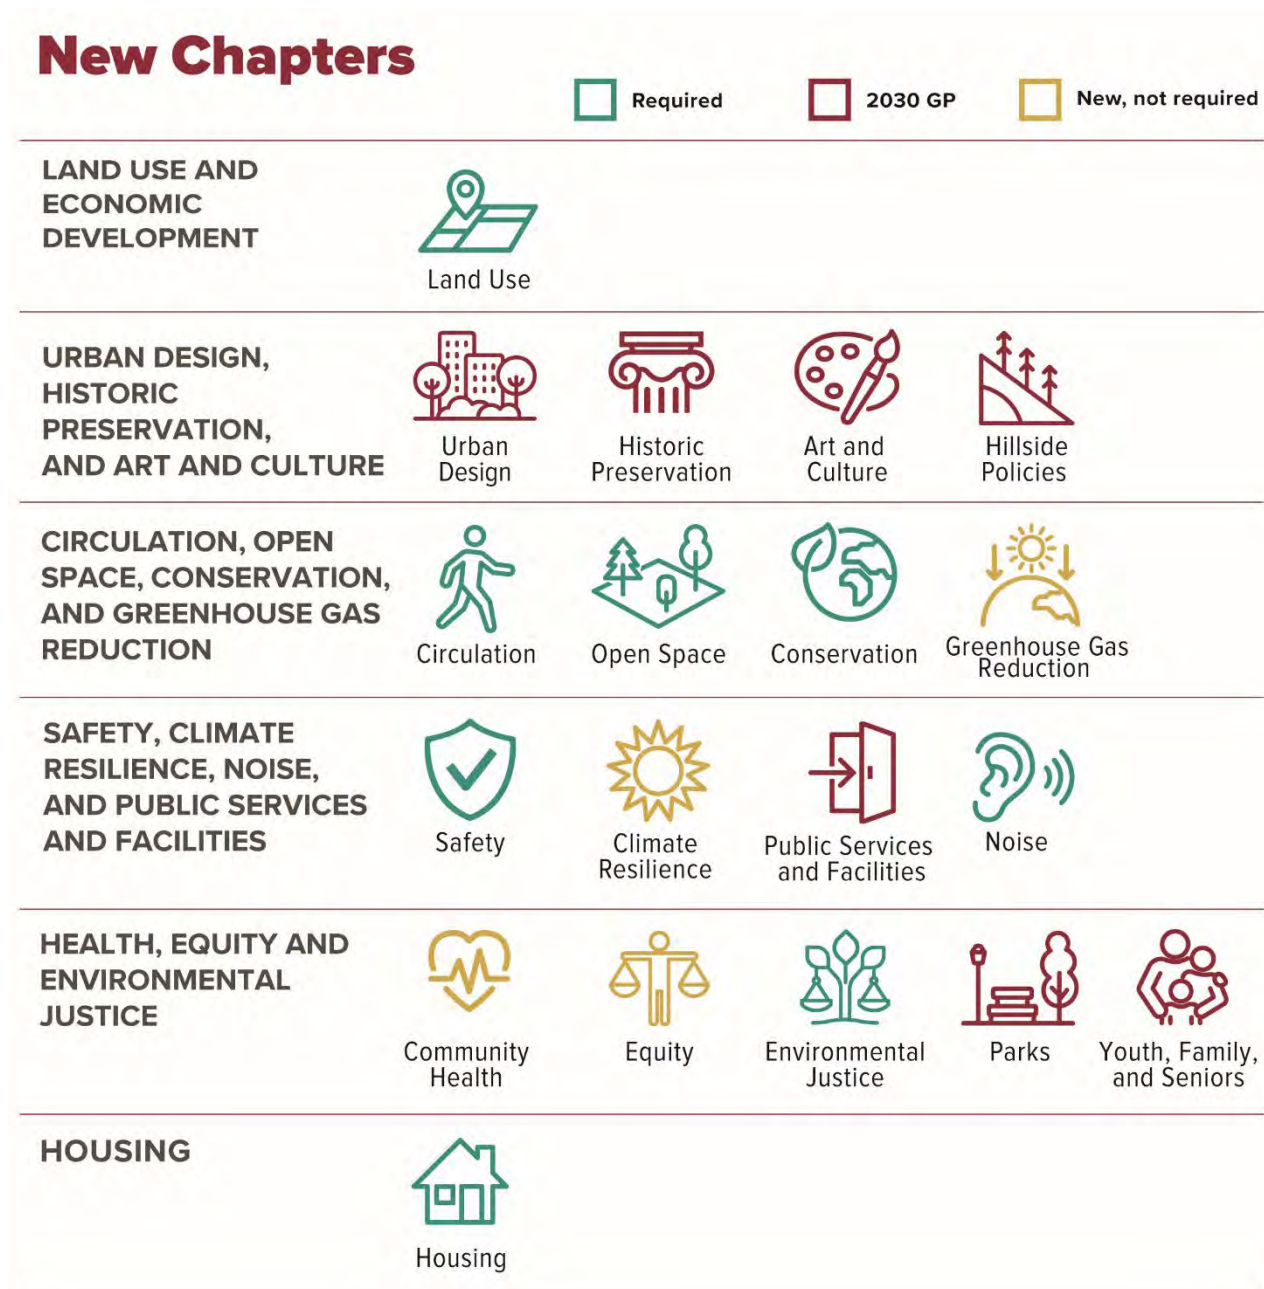 New Chapters
Required
2030 GP
New, not required
LAND USE AND
ECONOMIC
DEVELOPMENT
Land Use
URBAN DESIGN,
HISTORIC
PRESERVATION,
AND ART AND CULTURE
Urban
Design
Historic
Preservation
Art and
Culture
Hillside
Policies
CIRCULATION, OPEN
SPACE, CONSERVATION,
AND GREENHOUSE GAS
REDUCTION
Circulation
Open Space
Conservation
Greenhouse Gas
Reduction
SAFETY, CLIMATE
RESILIENCE, NOISE,
AND PUBLIC SERVICES
AND FACILITIES
Safety
Climate
Resilience
Public Services
and Facilities
Noise
HEALTH, EQUITY AND
ENVIRONMENTAL
JUSTICE
Community
Health
Equity
Environmental
Justice
Parks
Youth, Family,
and Seniors
HOUSING
Housing